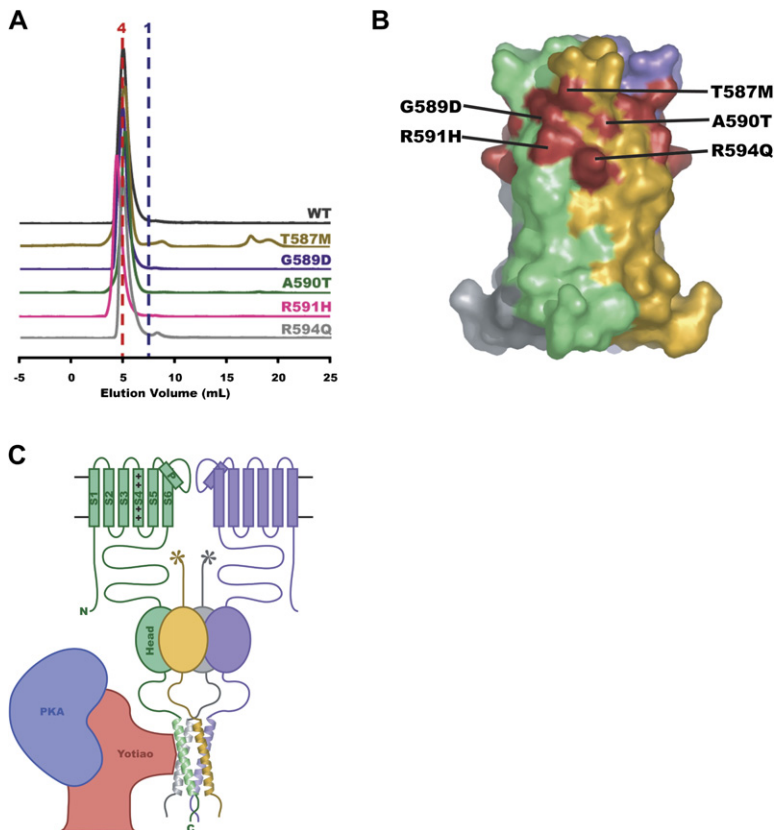 A
4 1
WT
T587M
G589D
A590T
R591H
R594Q
-5 0 5 10 15 20 25
Elution Volume (mL)
B
T587M
G589D
A590T
R591H
R594Q
C
S1 S2 S3 S4 S5 S6 P
+ + + + +
* *
N
Head
PKA
Yotiao
C